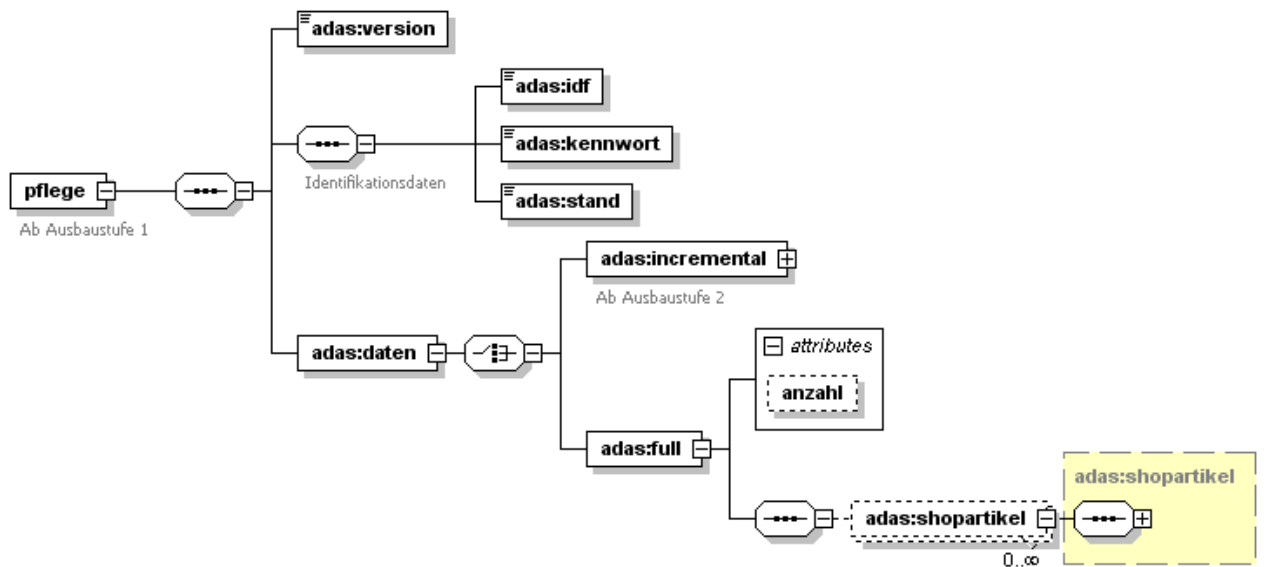 adas:version
adas:idf
adas:kennwort
Identifikationsdaten
pflege
adas:stand
Ab Ausbaustufe 1
adas:incremental
Ab Ausbaustufe 2
adas:daten
attributes
anzahl
adas:full
adas:shopartikel
adas:shopartikel
0..∞